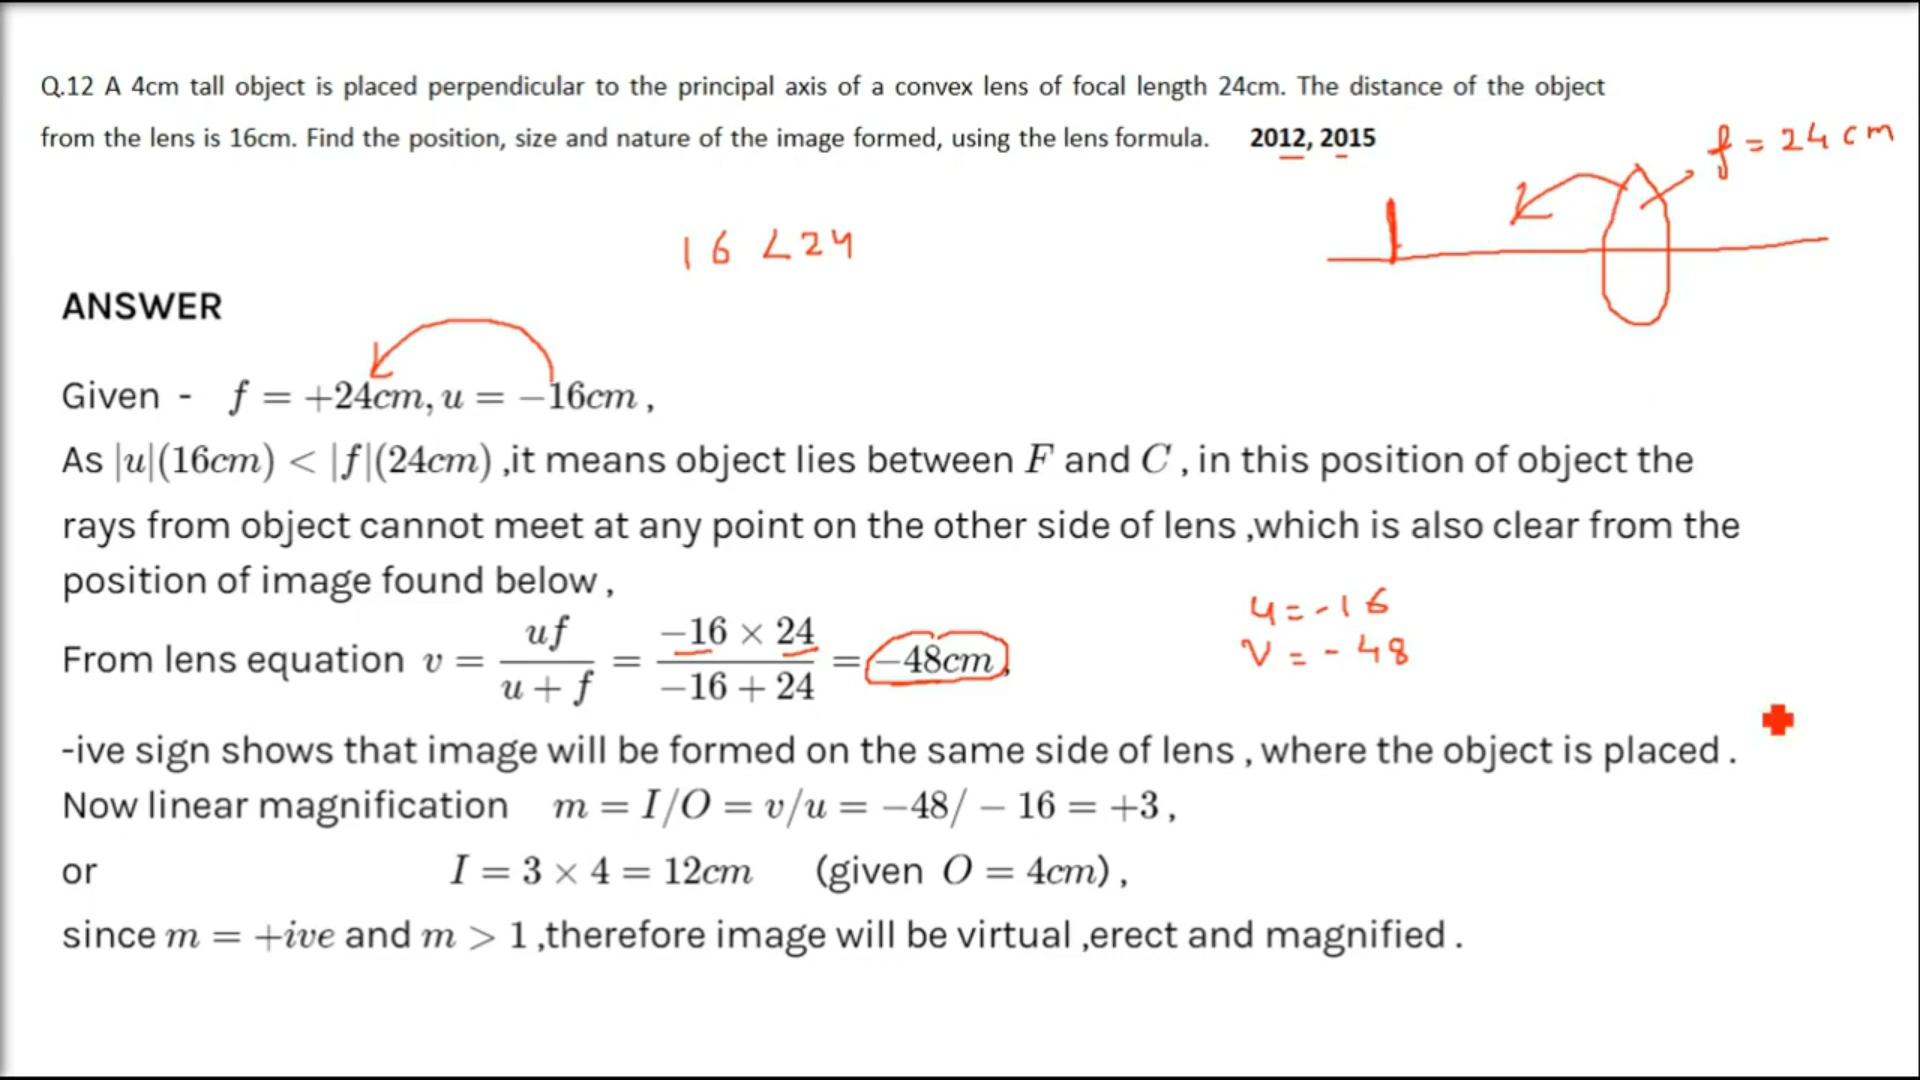 Q.12 A 4cm tall object is placed perpendicular to the principal axis of a convex lens of focal length 24cm. The distance of the object
from the lens is 16cm. Find the position, size and nature of the image formed, using the lens formula. 2012, 2015
f = 24 cm
16 < 24
ANSWER
Given - f = +24cm, u = −16cm ,
As |u|(16cm) < |f|(24cm) ,it means object lies between F and C , in this position of object the
rays from object cannot meet at any point on the other side of lens ,which is also clear from the
position of image found below ,
u = -16
v = -48
From lens equation v = uf / (u + f) = (−16 × 24) / (−16 + 24) = −48cm,
-ive sign shows that image will be formed on the same side of lens , where the object is placed .
Now linear magnification m = I/O = v/u = −48/ − 16 = +3 ,
or I = 3 × 4 = 12cm (given O = 4cm) ,
since m = +ive and m > 1 ,therefore image will be virtual ,erect and magnified .